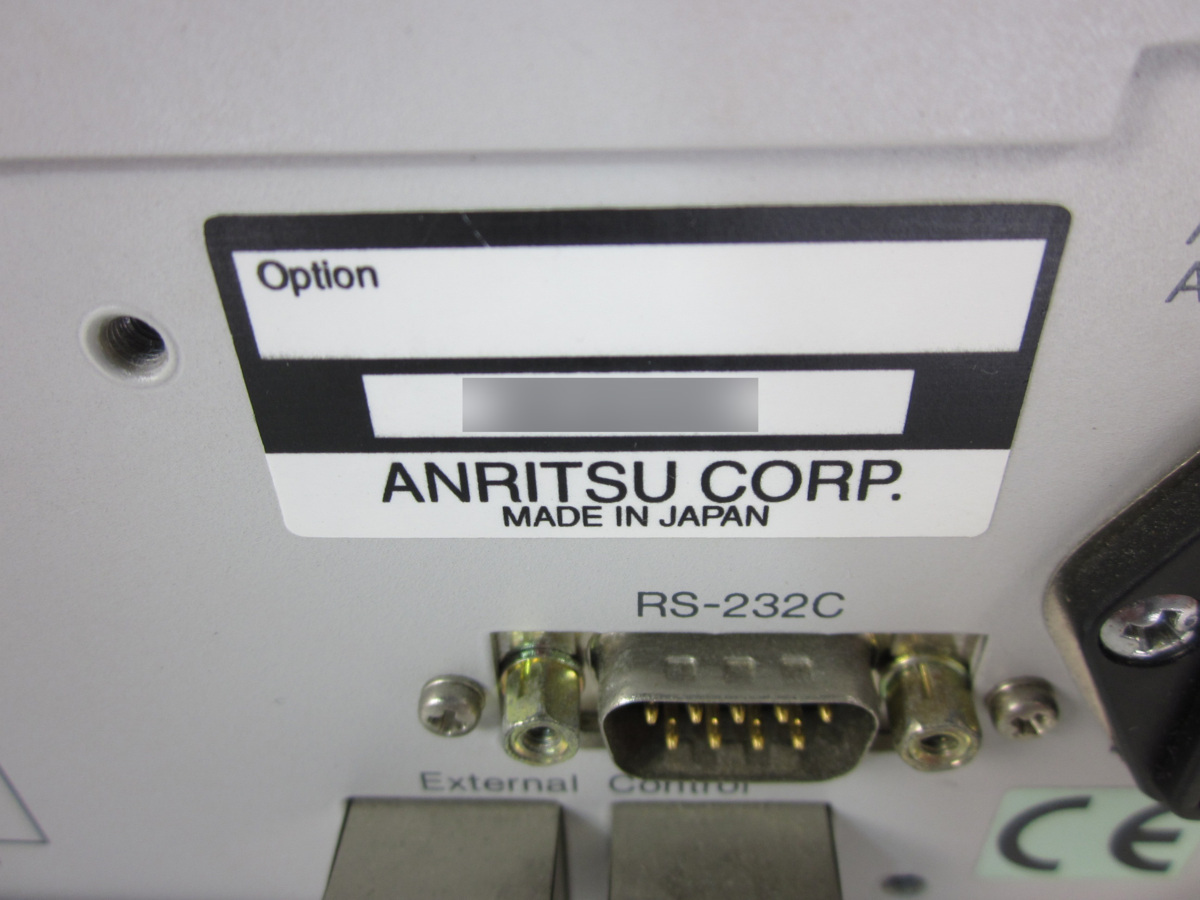 Option
ANRITSU CORP.
MADE IN JAPAN
RS-232C
External Control
CE